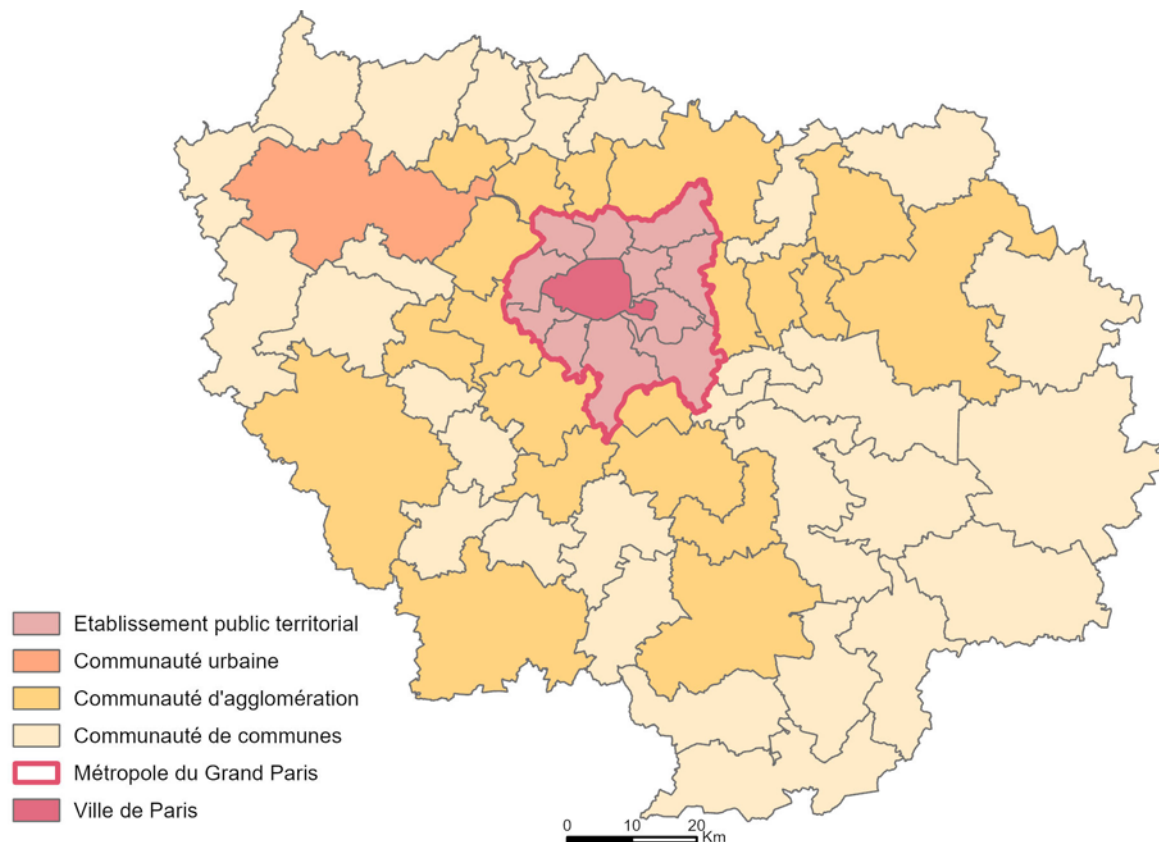 Etablissement public territorial
Communauté urbaine
Communauté d'agglomération
Communauté de communes
Métropole du Grand Paris
Ville de Paris
0 10 20
Km